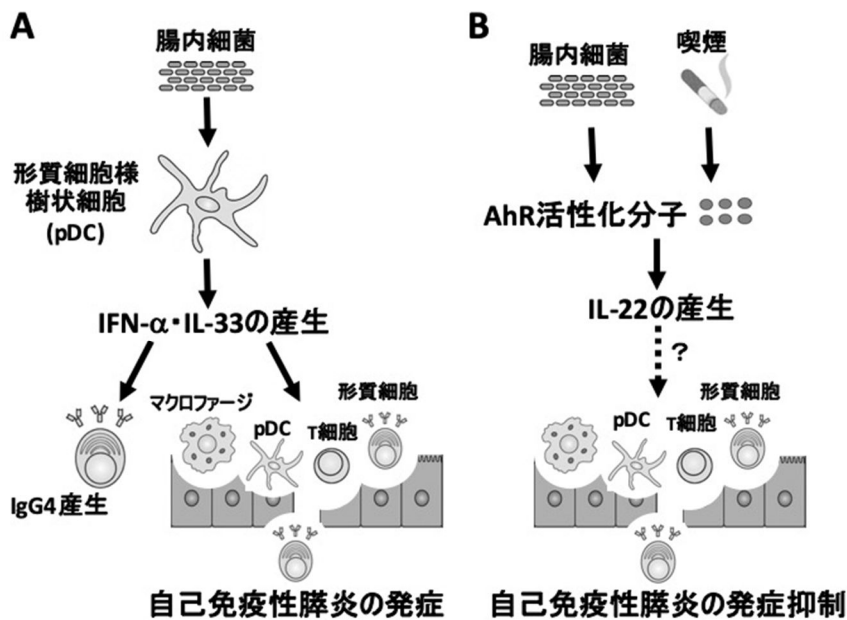 A
腸内細菌
形質細胞様
樹状細胞
(pDC)
IFN-α・IL-33の産生
マクロファージ
pDC
T細胞
形質細胞
IgG4産生
自己免疫性膵炎の発症
B
腸内細菌
喫煙
AhR活性化分子
IL-22の産生
?
pDC
T細胞
形質細胞
自己免疫性膵炎の発症抑制